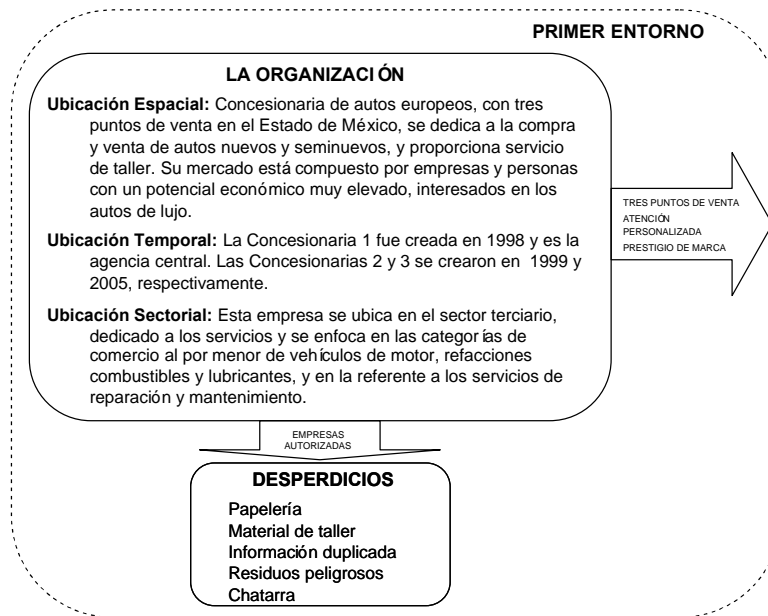 PRIMER ENTORNO
LA ORGANIZACIÓN
Ubicación Espacial: Concesionaria de autos europeos, con tres
puntos de venta en el Estado de México, se dedica a la compra
y venta de autos nuevos y seminuevos, y proporciona servicio
de taller. Su mercado está compuesto por empresas y personas
con un potencial económico muy elevado, interesados en los
autos de lujo.
Ubicación Temporal: La Concesionaria 1 fue creada en 1998 y es la
agencia central. Las Concesionarias 2 y 3 se crearon en 1999 y
2005, respectivamente.
Ubicación Sectorial: Esta empresa se ubica en el sector terciario,
dedicado a los servicios y se enfoca en las categorías de
comercio al por menor de vehículos de motor, refacciones
combustibles y lubricantes, y en la referente a los servicios de
reparación y mantenimiento.
TRES PUNTOS DE VENTA
ATENCIÓN
PERSONALIZADA
PRESTIGIO DE MARCA
EMPRESAS
AUTORIZADAS
DESPERDICIOS
Papelería
Material de taller
Información duplicada
Residuos peligrosos
Chatarra